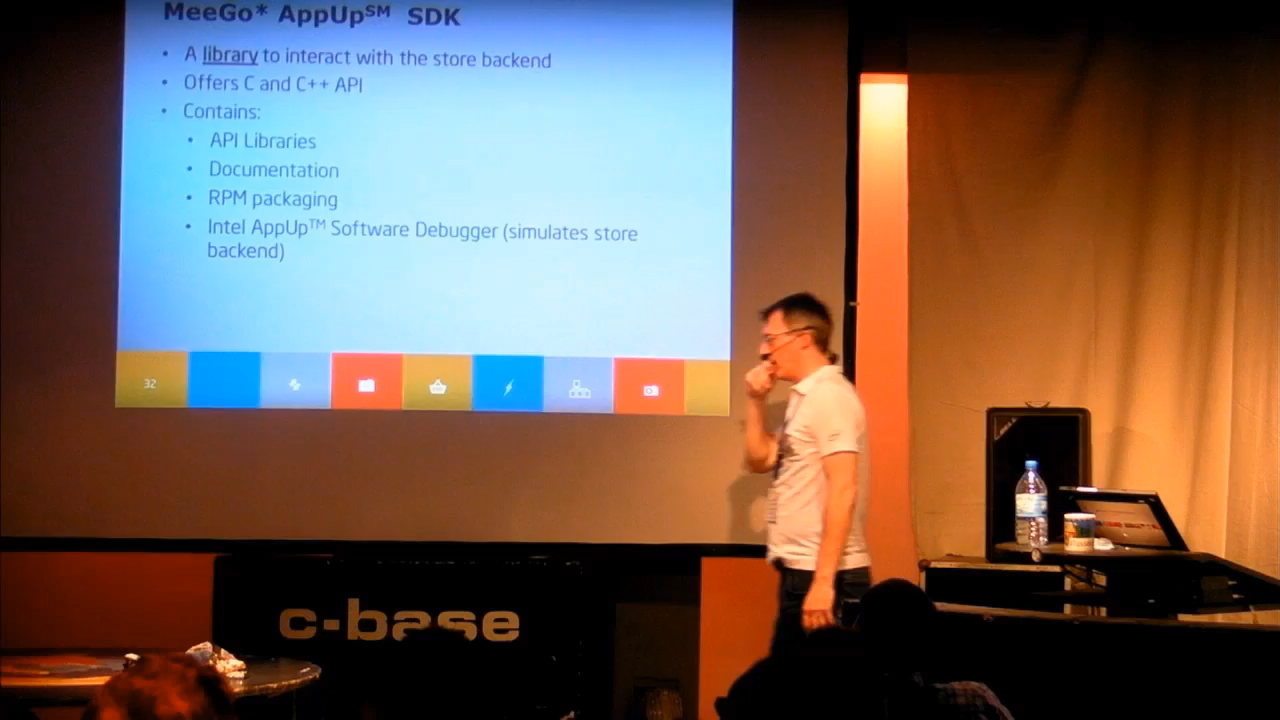 MeeGo* AppUp℠ SDK
• A library to interact with the store backend
• Offers C and C++ API
• Contains:
• API Libraries
• Documentation
• RPM packaging
• Intel AppUp™ Software Debugger (simulates store
backend)
32
c-base